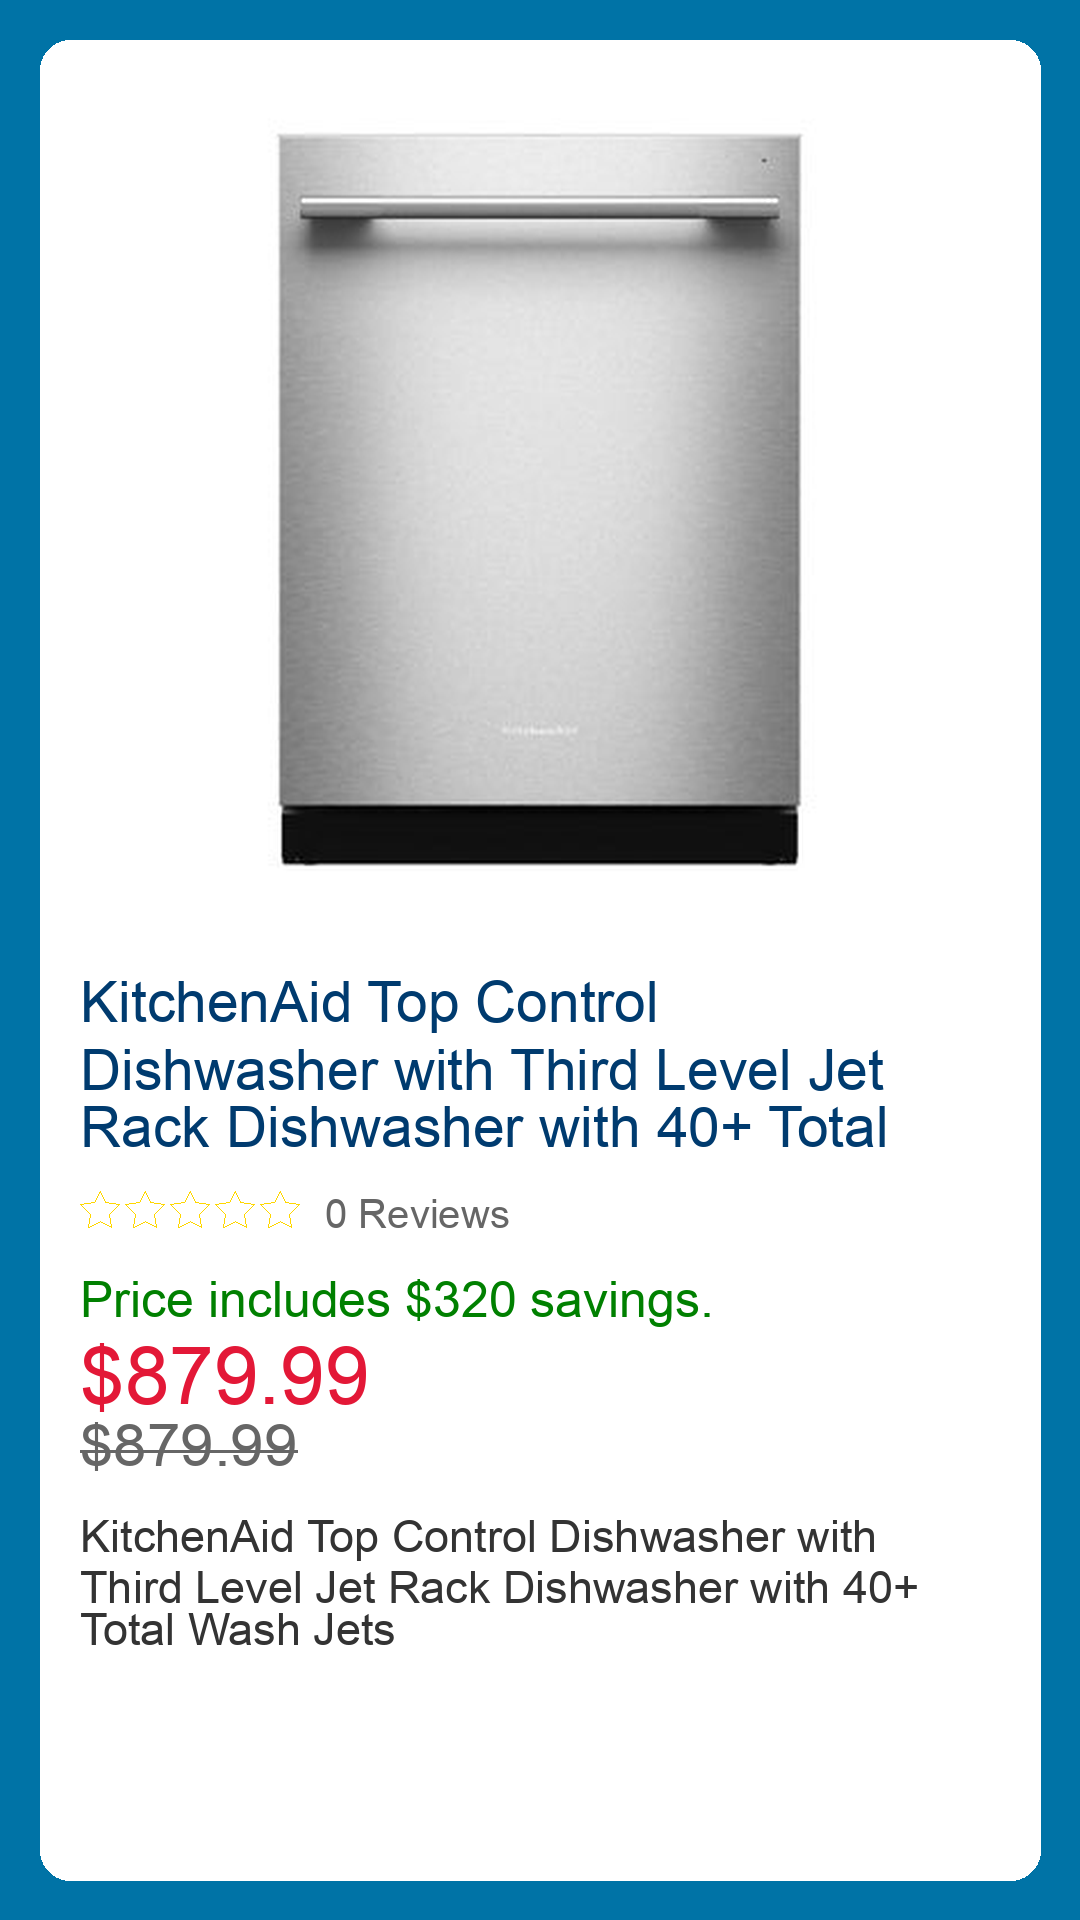 KitchenAid Top Control
Dishwasher with Third Level Jet
Rack Dishwasher with 40+ Total
0 Reviews
Price includes $320 savings.
$879.99
$879.99
KitchenAid Top Control Dishwasher with
Third Level Jet Rack Dishwasher with 40+
Total Wash Jets